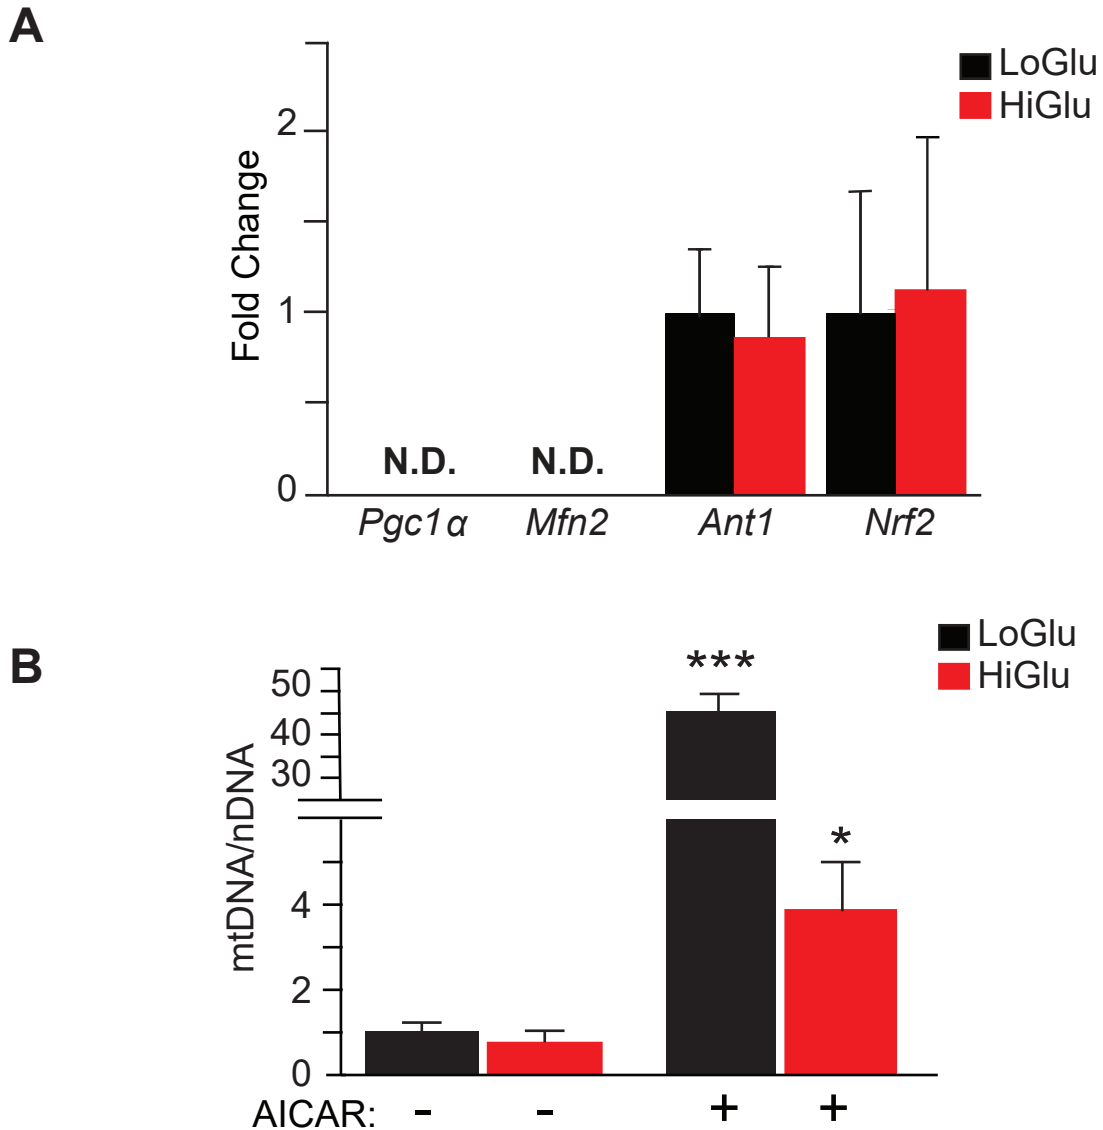 A
LoGlu
HiGlu
Fold Change
2
1
0
N.D. N.D.
Pgc1α Mfn2 Ant1 Nrf2
B
LoGlu
HiGlu
mtDNA/nDNA
50
40
30
4
2
0
***
*
AICAR: - - + +